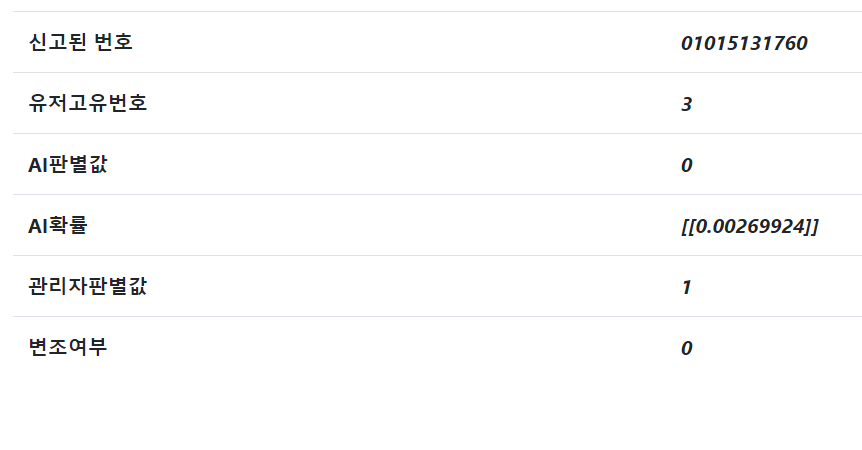 신고된 번호 01015131760
유저고유번호 3
AI판별값 0
AI확률 [[0.00269924]]
관리자판별값 1
변조여부 0